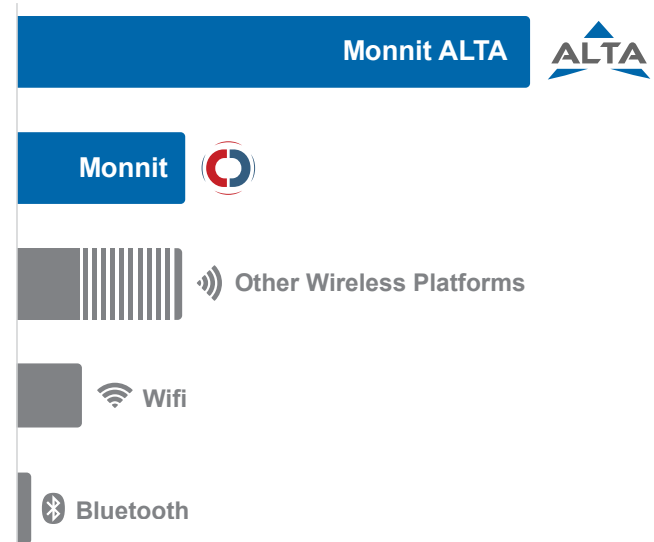 Monnit ALTA
ALTA
Monnit
Other Wireless Platforms
Wifi
Bluetooth